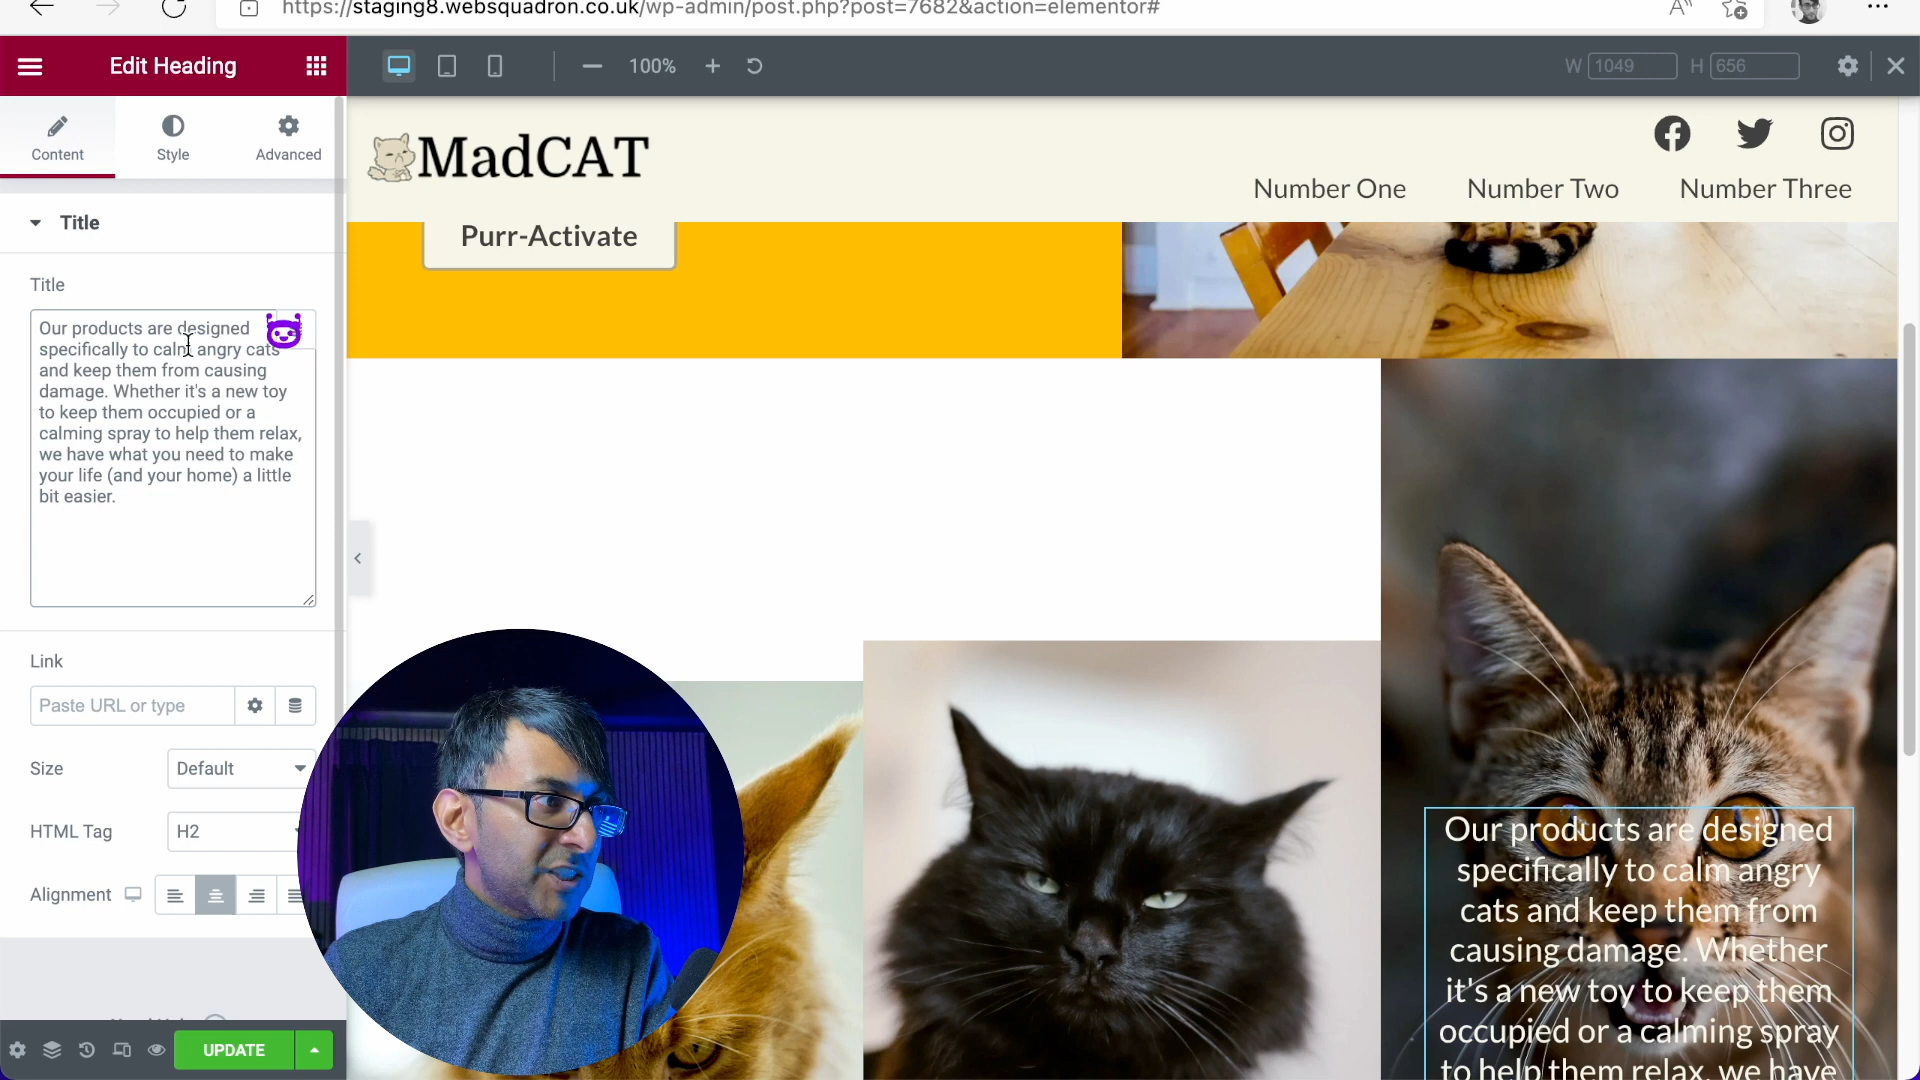 https://staging8.websquadron.co.uk/wp-admin/post.php?post=7682&action=elementor#
Edit Heading
100%
W 1049 H 656
Content
Style
Advanced
MadCAT
Number One
Number Two
Number Three
Title
Purr-Activate
Title
Our products are designed
specifically to calm angry cats
and keep them from causing
damage. Whether it's a new toy
to keep them occupied or a
calming spray to help them relax,
we have what you need to make
your life (and your home) a little
bit easier.
Link
Paste URL or type
Size
Default
HTML Tag
H2
Alignment
Our products are designed
specifically to calm angry
cats and keep them from
causing damage. Whether
it's a new toy to keep them
occupied or a calming spray
to help them relax, we have
UPDATE